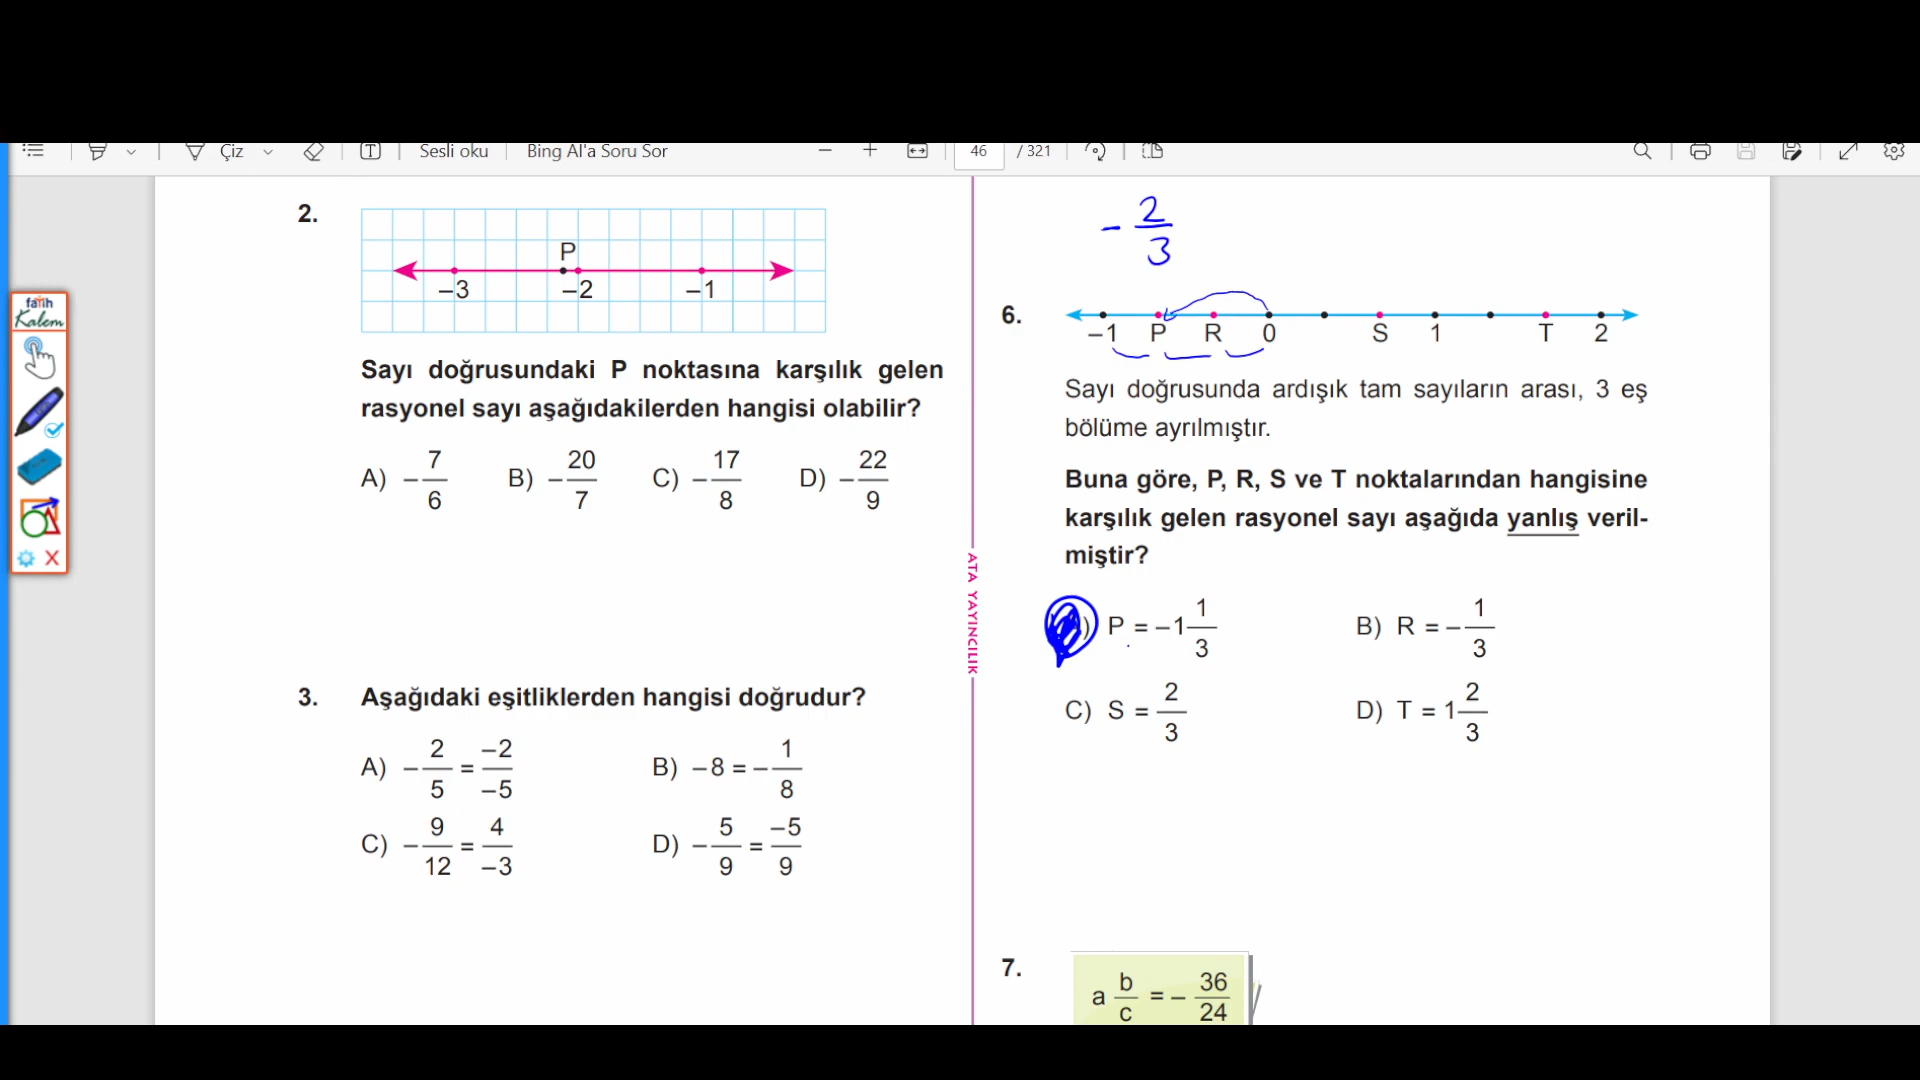 Çiz
Sesli oku
Bing AI'a Soru Sor
46 / 321
fatih
Kalem
2.
P
–3 –2 –1
Sayı doğrusundaki P noktasına karşılık gelen
rasyonel sayı aşağıdakilerden hangisi olabilir?
A) –7/6 B) –20/7 C) –17/8 D) –22/9
3. Aşağıdaki eşitliklerden hangisi doğrudur?
A) –2/5 = –2/–5 B) –8 = –1/8
C) –9/12 = 4/–3 D) –5/9 = –5/9
ATA YAYINCILIK
-2/3
6.
–1 P R 0 S 1 T 2
Sayı doğrusunda ardışık tam sayıların arası, 3 eş
bölüme ayrılmıştır.
Buna göre, P, R, S ve T noktalarından hangisine
karşılık gelen rasyonel sayı aşağıda yanlış veril-
miştir?
) P = –1 1/3 B) R = –1/3
C) S = 2/3 D) T = 1 2/3
7.
a b/c = – 36/24